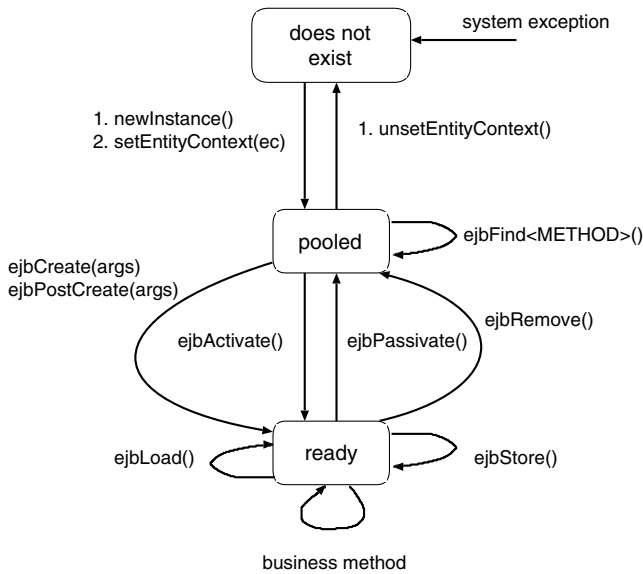 system exception
does not
exist
1. newInstance()
2. setEntityContext(ec)
1. unsetEntityContext()
pooled
ejbFind<METHOD>()
ejbCreate(args)
ejbPostCreate(args)
ejbActivate()
ejbPassivate()
ejbRemove()
ejbLoad()
ready
ejbStore()
business method